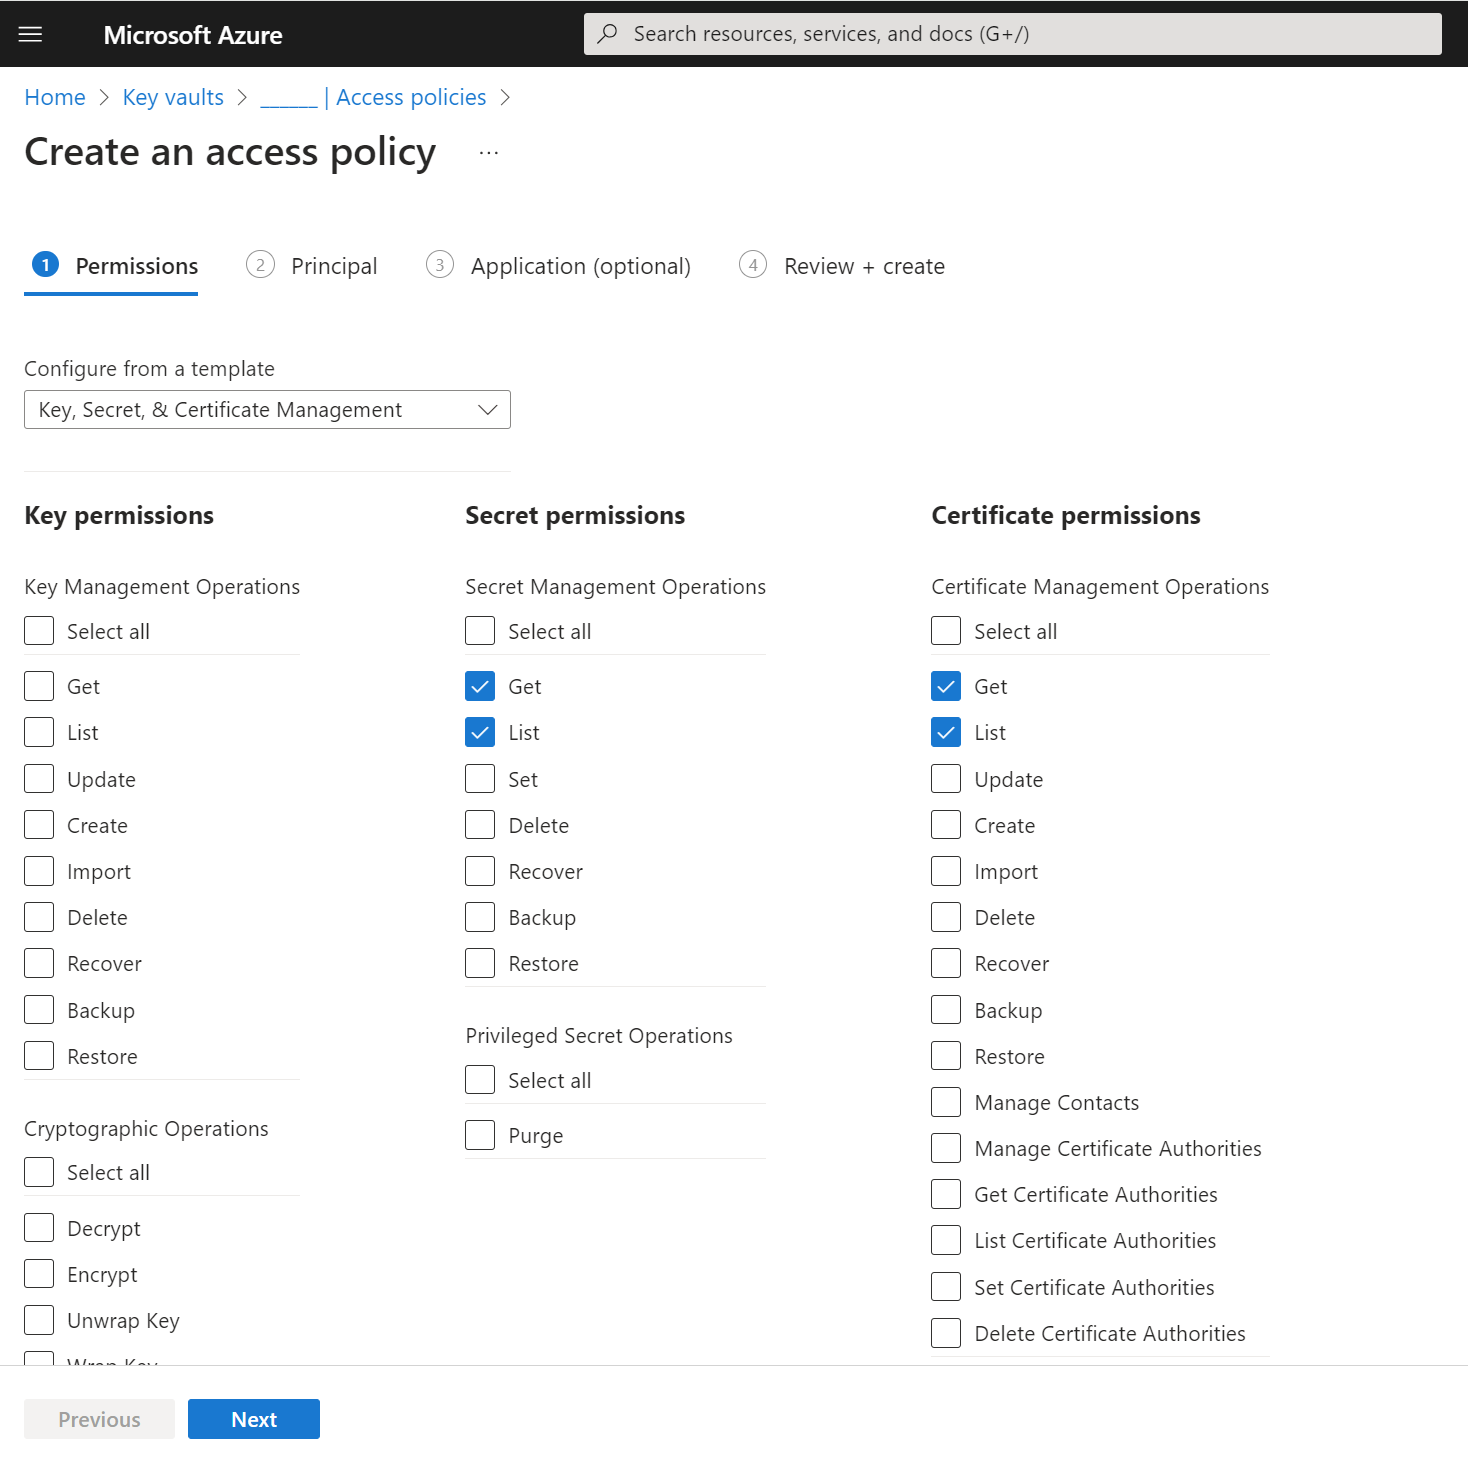 Microsoft Azure
Search resources, services, and docs (G+/)
Home > Key vaults > ______ | Access policies >
Create an access policy ...
1 Permissions
2 Principal
3 Application (optional)
4 Review + create
Configure from a template
Key, Secret, & Certificate Management
Key permissions
Key Management Operations
Select all
Get
List
Update
Create
Import
Delete
Recover
Backup
Restore
Cryptographic Operations
Select all
Decrypt
Encrypt
Unwrap Key
Wrap Key
Secret permissions
Secret Management Operations
Select all
Get
List
Set
Delete
Recover
Backup
Restore
Privileged Secret Operations
Select all
Purge
Certificate permissions
Certificate Management Operations
Select all
Get
List
Update
Create
Import
Delete
Recover
Backup
Restore
Manage Contacts
Manage Certificate Authorities
Get Certificate Authorities
List Certificate Authorities
Set Certificate Authorities
Delete Certificate Authorities
Previous
Next